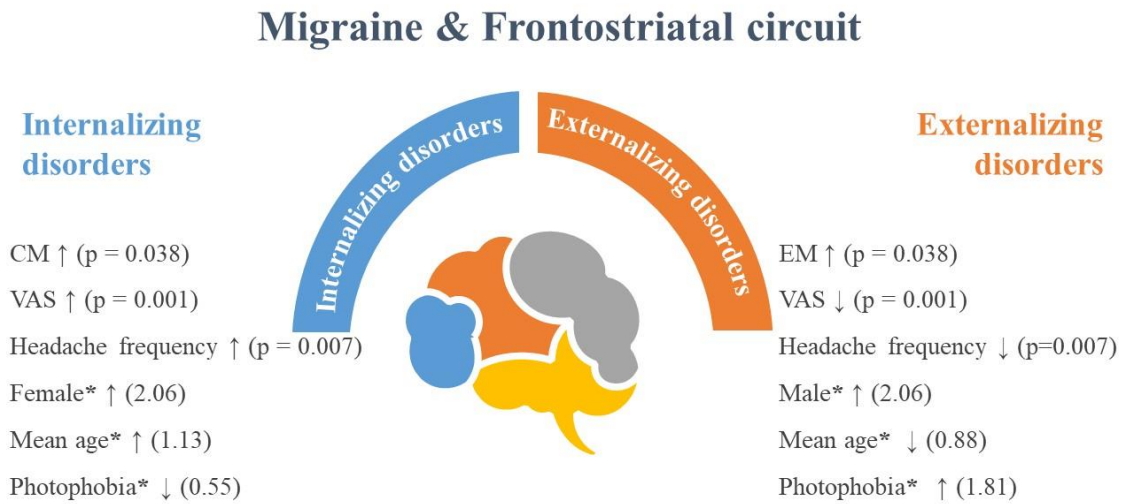 Migraine & Frontostriatal circuit
Internalizing
disorders
Internalizing disorders
Externalizing disorders
Externalizing
disorders
CM ↑ (p = 0.038)
VAS ↑ (p = 0.001)
Headache frequency ↑ (p = 0.007)
Female* ↑ (2.06)
Mean age* ↑ (1.13)
Photophobia* ↓ (0.55)
EM ↑ (p = 0.038)
VAS ↓ (p = 0.001)
Headache frequency ↓ (p=0.007)
Male* ↑ (2.06)
Mean age* ↓ (0.88)
Photophobia* ↑ (1.81)